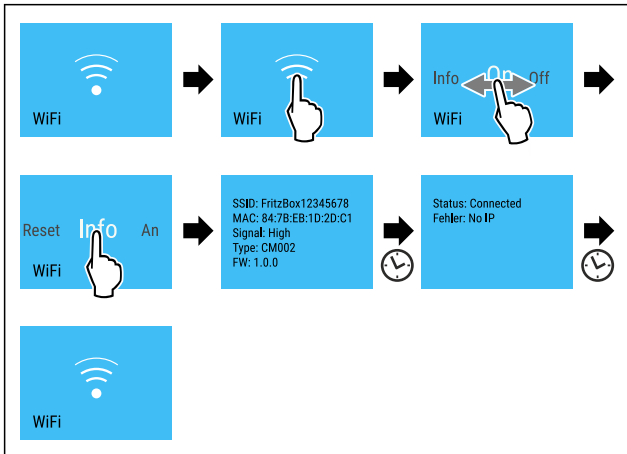 WiFi
WiFi
Info On Off
WiFi
Reset Info An
WiFi
SSID: FritzBox12345678
MAC: 84:7B:EB:1D:2D:C1
Signal: High
Type: CM002
FW: 1.0.0
Status: Connected
Fehler: No IP
WiFi